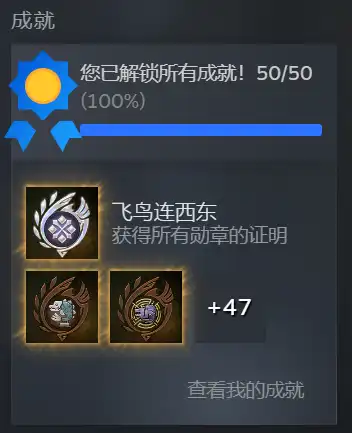 成就
您已解锁所有成就！50/50
(100%)
飞鸟连西东
获得所有勋章的证明
+47
查看我的成就